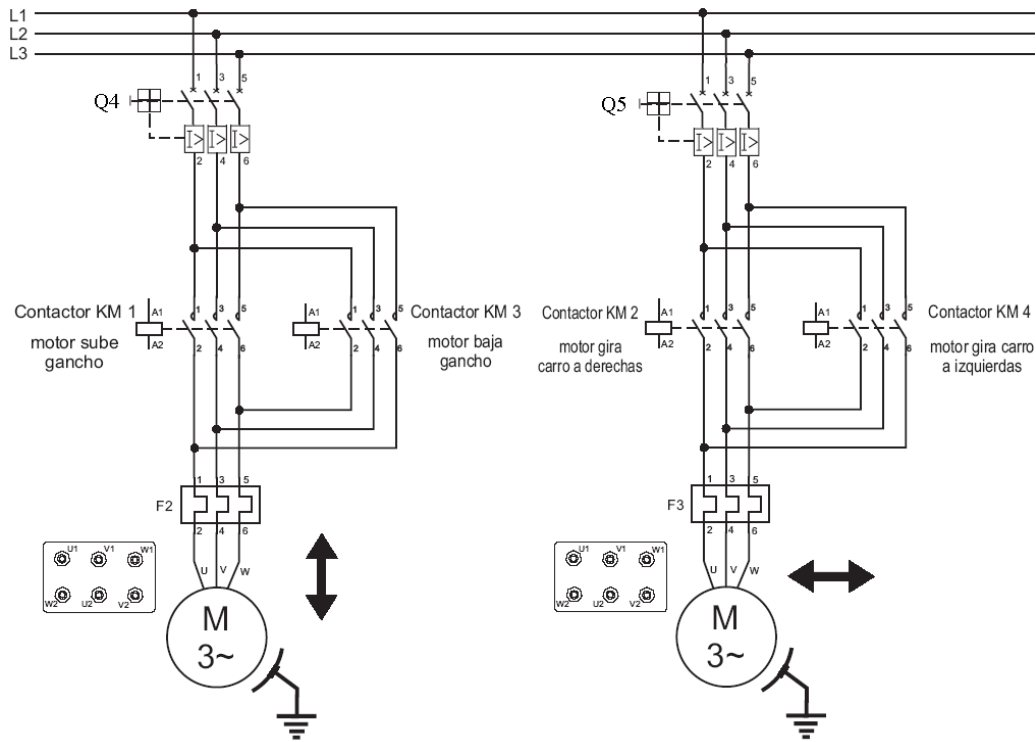 L1
L2
L3
1 3 5
1 3 5
Q4
Q5
I> I> I>
I> I> I>
2 4 6
2 4 6
Contactor KM 1
motor sube
gancho
A1
A2
1 3 5
2 4 6
A1
A2
1 3 5
2 4 6
Contactor KM 3
motor baja
gancho
Contactor KM 2
motor gira
carro a derechas
A1
A2
1 3 5
2 4 6
A1
A2
1 3 5
2 4 6
Contactor KM 4
motor gira carro
a izquierdas
F2
1 3 5
2 4 6
F3
1 3 5
2 4 6
U1 V1 W1
W2 U2 V2
U V W
M
3~
U1 V1 W1
W2 U2 V2
U V W
M
3~